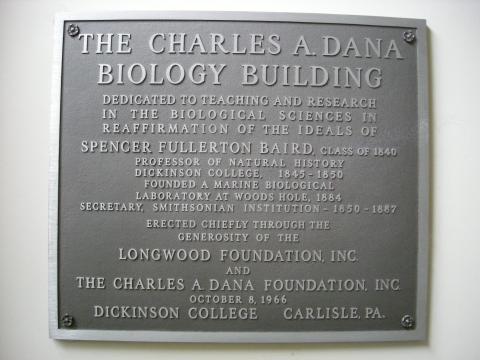 THE CHARLES A. DANA
BIOLOGY BUILDING
DEDICATED TO TEACHING AND RESEARCH
IN THE BIOLOGICAL SCIENCES IN
REAFFIRMATION OF THE IDEALS OF
SPENCER FULLERTON BAIRD, CLASS OF 1840
PROFESSOR OF NATURAL HISTORY
DICKINSON COLLEGE, 1845-1850
FOUNDED A MARINE BIOLOGICAL
LABORATORY AT WOODS HOLE, 1884
SECRETARY, SMITHSONIAN INSTITUTION-1850-1887
ERECTED CHIEFLY THROUGH THE
GENEROSITY OF THE
LONGWOOD FOUNDATION, INC.
AND
THE CHARLES A. DANA FOUNDATION, INC.
OCTOBER 8, 1966
DICKINSON COLLEGE CARLISLE, PA.